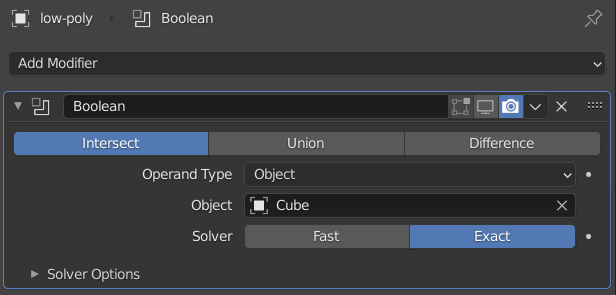 low-poly Boolean
Add Modifier
Boolean
Intersect Union Difference
Operand Type Object
Object Cube
Solver Fast Exact
Solver Options